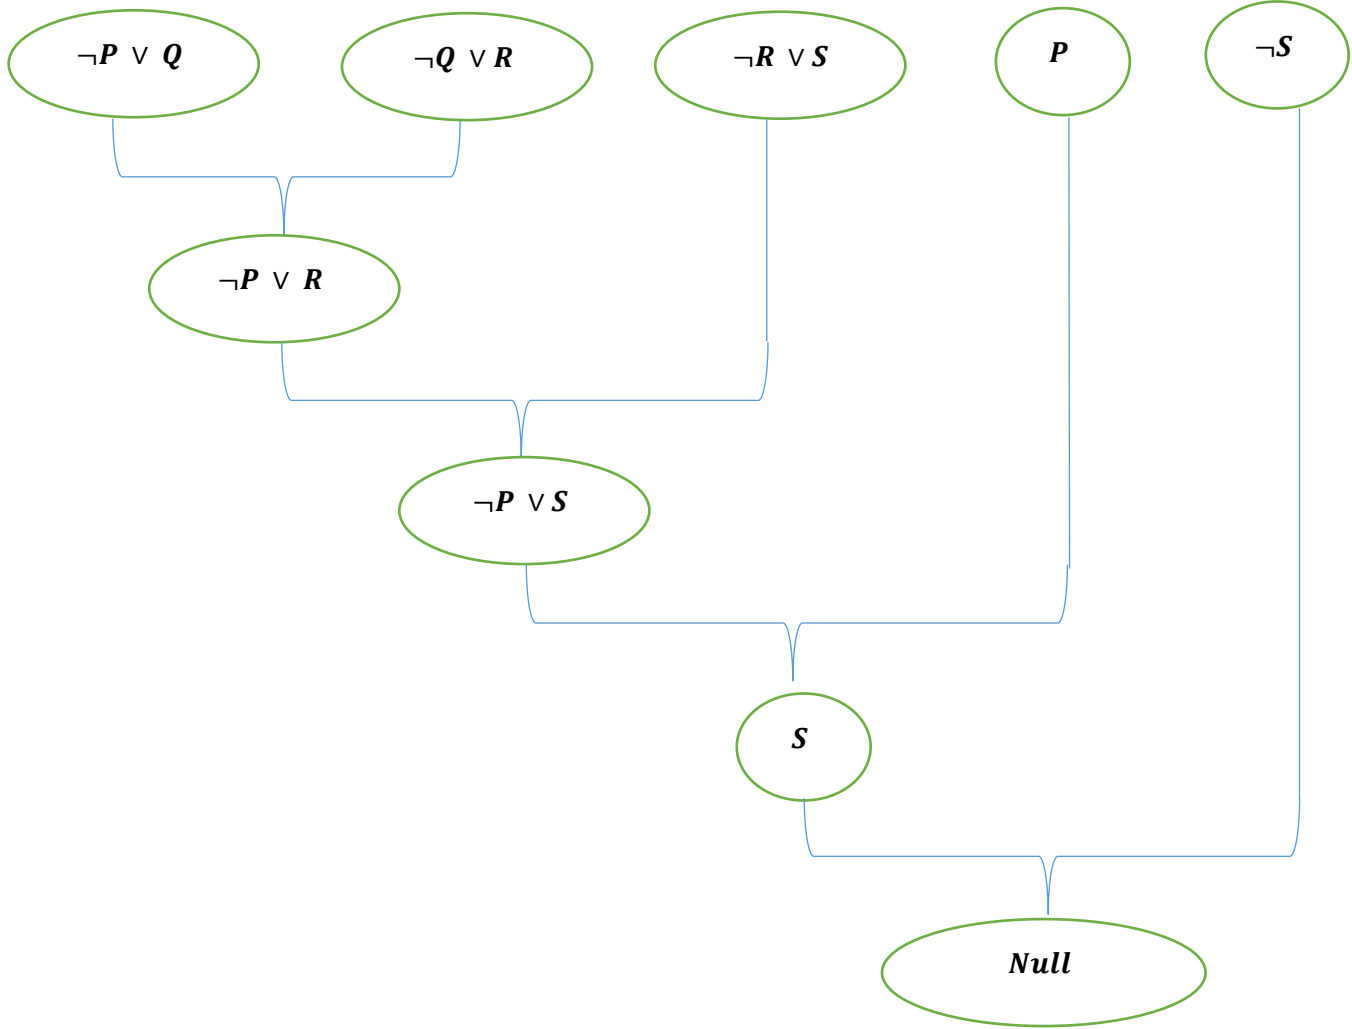 ¬P ∨ Q
¬Q ∨ R
¬R ∨ S
P
¬S
¬P ∨ R
¬P ∨ S
S
Null